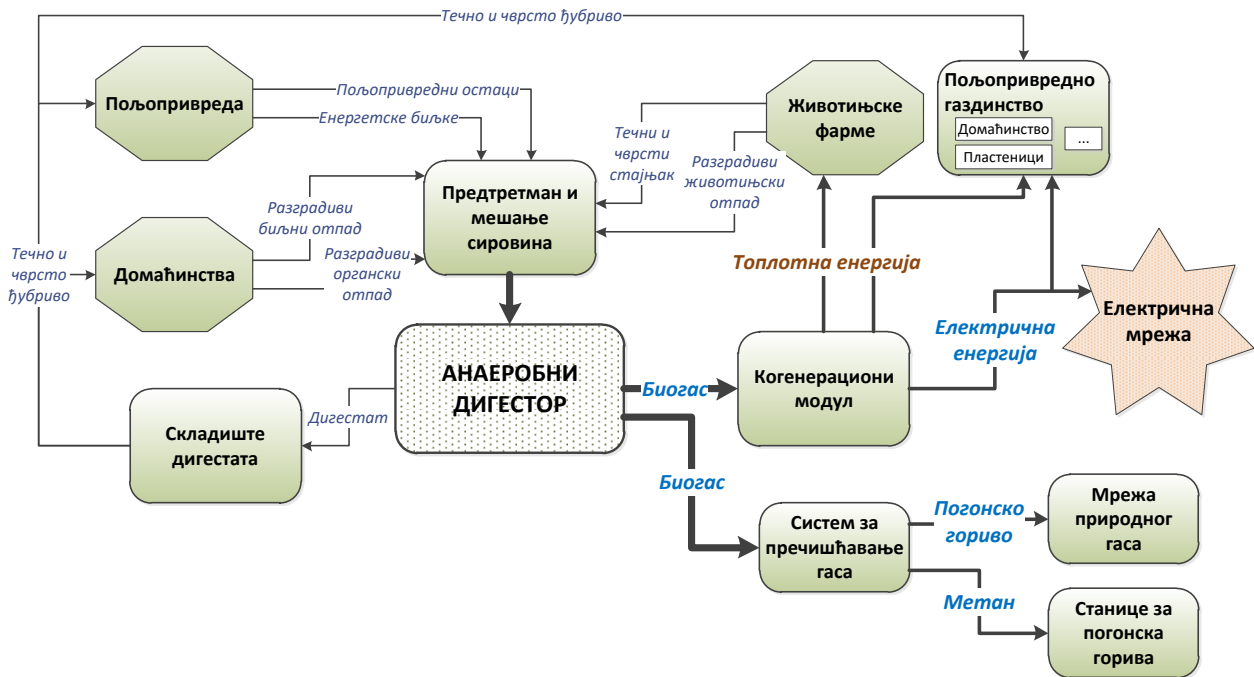 Течно и чврсто ђубриво
Пољопривреда
Пољопривредни остаци
Енергетске биљке
Животињске
фарме
Пољопривредно
газдинство
Домаћинство
...
Пластеници
Течни и
чврсти
стајњак
Разградиви
животињски
отпад
Предтретман и
мешање
сировина
Разградиви
биљни отпад
Течно и
чврсто
ђубриво
Домаћинства
Разградиви
органски
отпад
Топлотна енергија
Електрична
енергија
Електрична
мрежа
АНАЕРОБНИ
ДИГЕСТОР
Биогас
Когенерациони
модул
Дигестат
Складиште
дигестата
Биогас
Систем за
пречишћавање
гаса
Погонско
гориво
Мрежа
природног
гаса
Метан
Станице за
погонска
горива